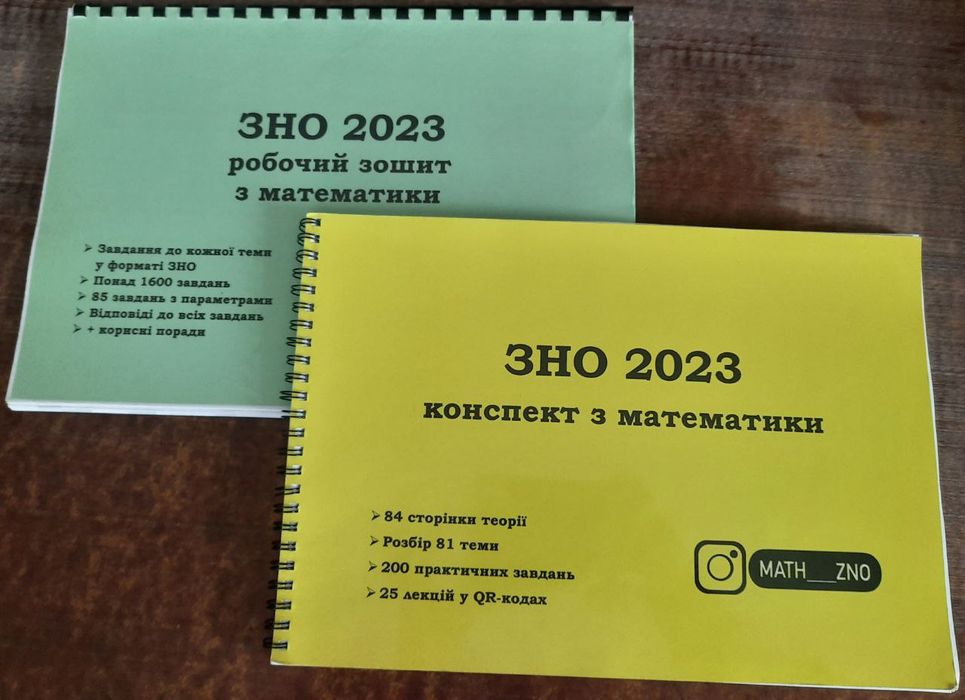 ЗНО 2023
робочий зошит
з математики
➢ Завдання до кожної теми
у форматі ЗНО
➢ Понад 1600 завдань
➢ 85 завдань з параметрами
➢ Відповіді до всіх завдань
➢ + корисні поради
ЗНО 2023
конспект з математики
➢ 84 сторінки теорії
➢ Розбір 81 теми
➢ 200 практичних завдань
➢ 25 лекцій у QR-кодах
MATH___ZNO